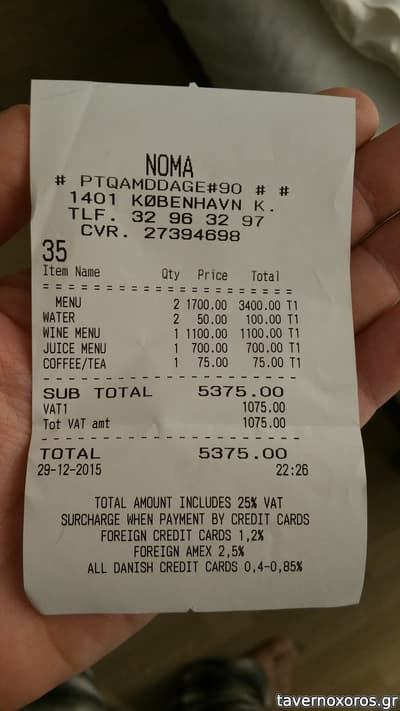 NOMA
# PTQAMDDAGE#90 # #
1401 KØBENHAVN K.
TLF. 32 96 32 97
CVR. 27394698
35
Item Name Qty Price Total
MENU 2 1700.00 3400.00 T1
WATER 2 50.00 100.00 T1
WINE MENU 1 1100.00 1100.00 T1
JUICE MENU 1 700.00 700.00 T1
COFFEE/TEA 1 75.00 75.00 T1
SUB TOTAL 5375.00
VAT1 1075.00
Tot VAT amt 1075.00
TOTAL 5375.00
29-12-2015 22:26
TOTAL AMOUNT INCLUDES 25% VAT
SURCHARGE WHEN PAYMENT BY CREDIT CARDS
FOREIGN CREDIT CARDS 1,2%
FOREIGN AMEX 2,5%
ALL DANISH CREDIT CARDS 0,4-0,85%
tavernoxoros.gr